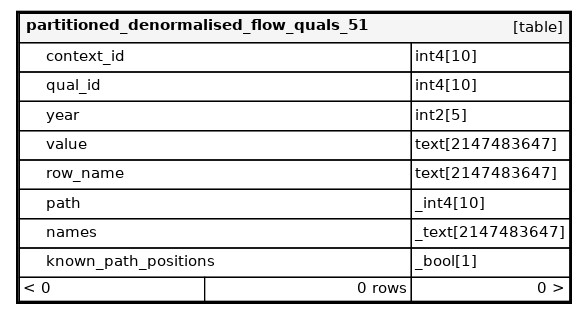 partitioned_denormalised_flow_quals_51 [table]
context_id int4[10]
qual_id int4[10]
year int2[5]
value text[2147483647]
row_name text[2147483647]
path _int4[10]
names _text[2147483647]
known_path_positions _bool[1]
< 0 0 rows 0 >